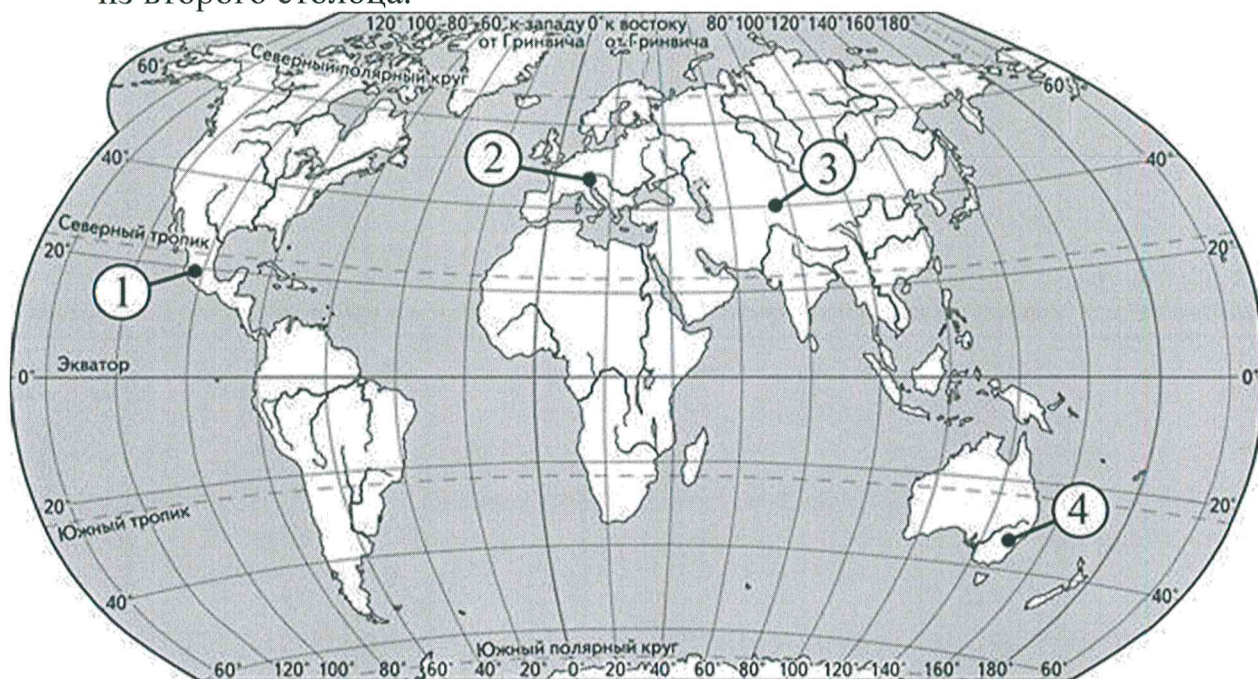 из второго столбца.
120° 100° 80° 60° к западу 0° к востоку 80° 100° 120° 140° 160° 180°
от Гринвича от Гринвича
Северный полярный круг
60°
60°
2
3
40°
40°
Северный тропик
20°
20°
1
Экватор
0°
0°
4
20°
20°
Южный тропик
40°
40°
Южный полярный круг
60° 120° 100° 80° 60° 40° 20° 0° 20° 40° 60° 80° 100° 120° 140° 160° 180° 60°